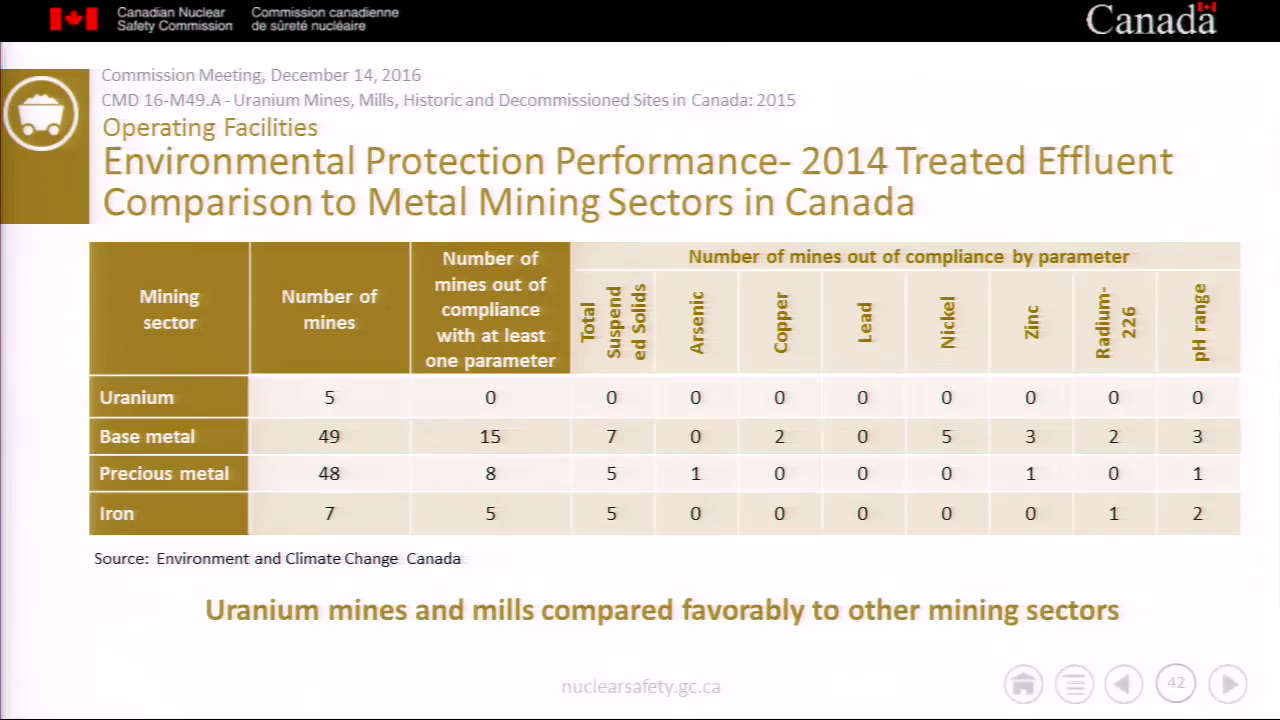 Canadian Nuclear
Safety Commission
Commission canadienne
de sûreté nucléaire
Canada
Commission Meeting, December 14, 2016
CMD 16-M49.A - Uranium Mines, Mills, Historic and Decommissioned Sites in Canada: 2015
Operating Facilities
Environmental Protection Performance- 2014 Treated Effluent
Comparison to Metal Mining Sectors in Canada
Mining
sector
Number of
mines
Number of
mines out of
compliance
with at least
one parameter
Number of mines out of compliance by parameter
Total
Suspend
ed Solids
Arsenic
Copper
Lead
Nickel
Zinc
Radium-
226
pH range
Uranium 5 0 0 0 0 0 0 0 0 0
Base metal 49 15 7 0 2 0 5 3 2 3
Precious metal 48 8 5 1 0 0 0 1 0 1
Iron 7 5 5 0 0 0 0 0 1 2
Source: Environment and Climate Change Canada
Uranium mines and mills compared favorably to other mining sectors
nuclearsafety.gc.ca
42